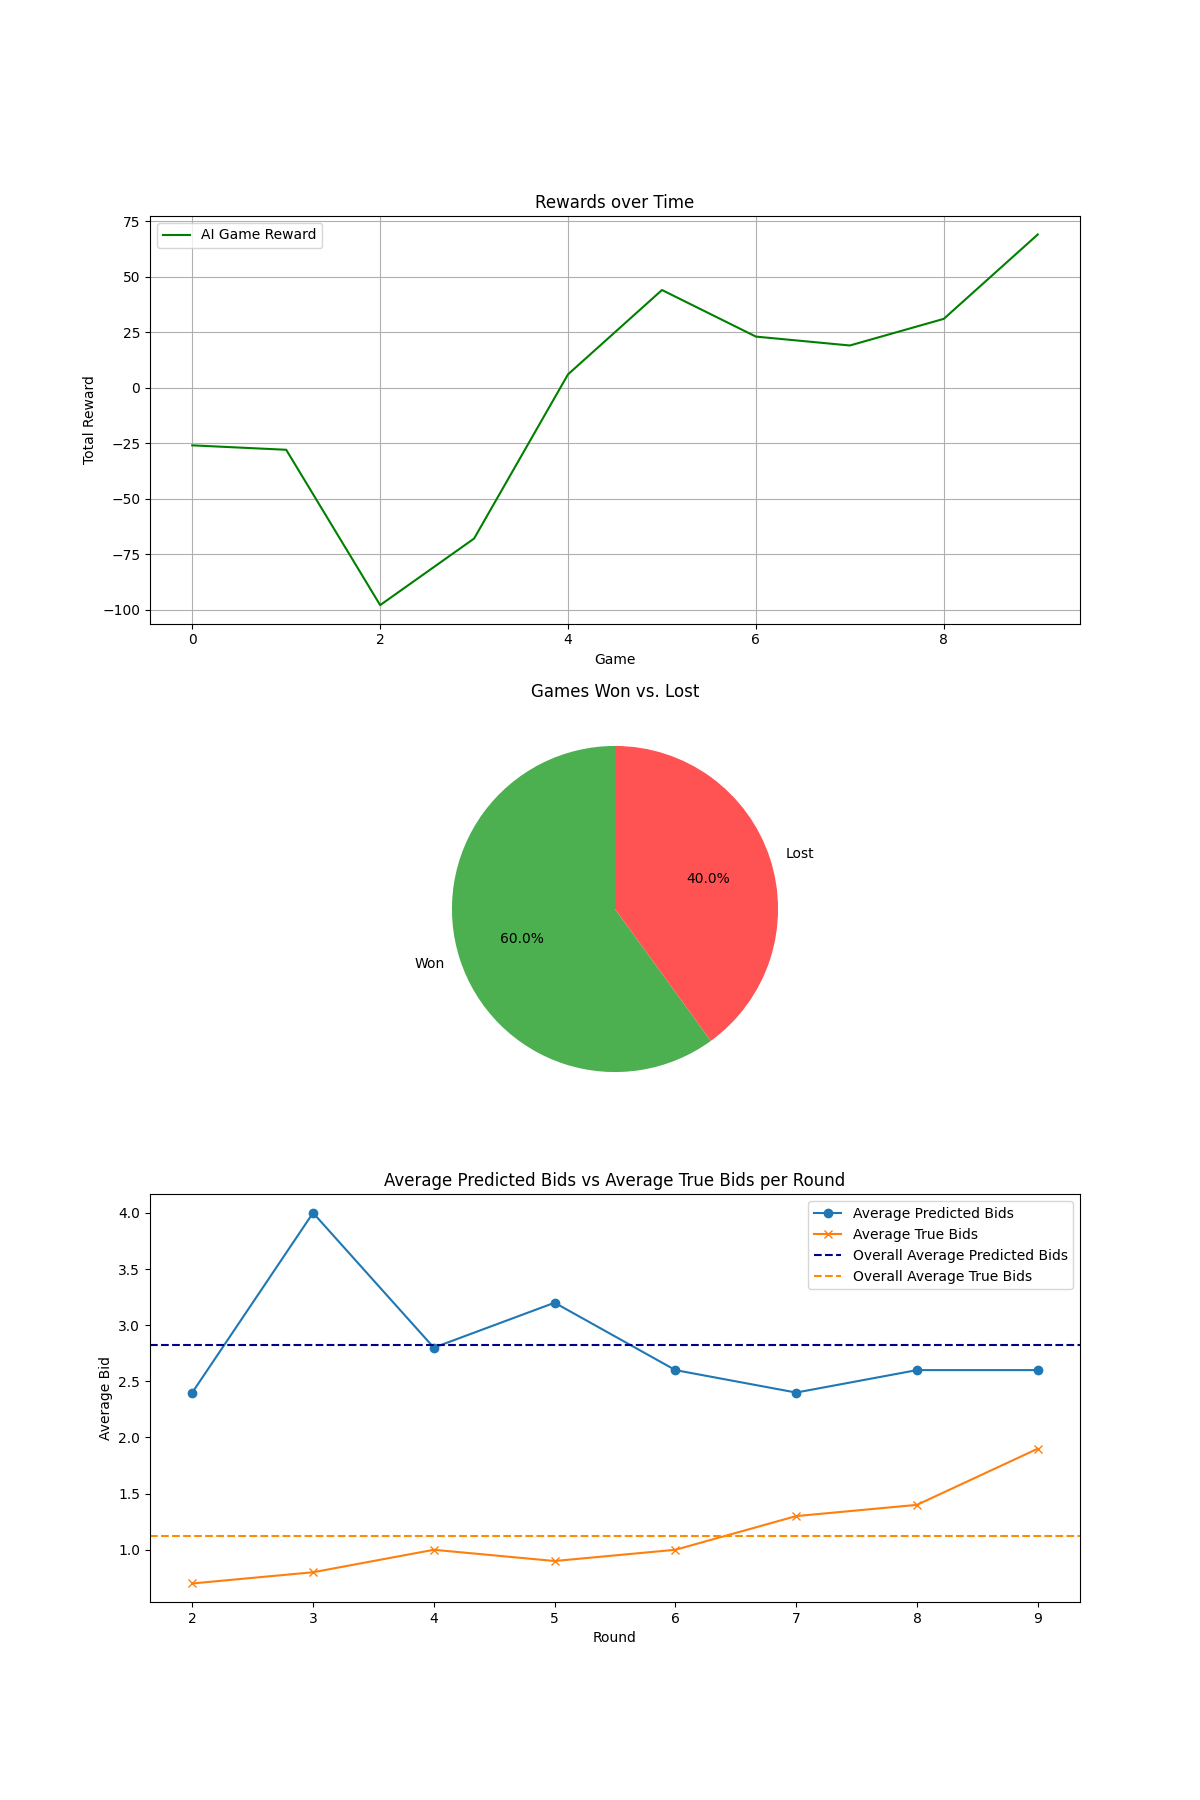 Rewards over Time
AI Game Reward
75
50
25
0
−25
−50
−75
−100
Total Reward
0 2 4 6 8
Game
Games Won vs. Lost
Lost
40.0%
60.0%
Won
Average Predicted Bids vs Average True Bids per Round
Average Predicted Bids
Average True Bids
Overall Average Predicted Bids
Overall Average True Bids
4.0
3.5
3.0
2.5
2.0
1.5
1.0
Average Bid
2 3 4 5 6 7 8 9
Round